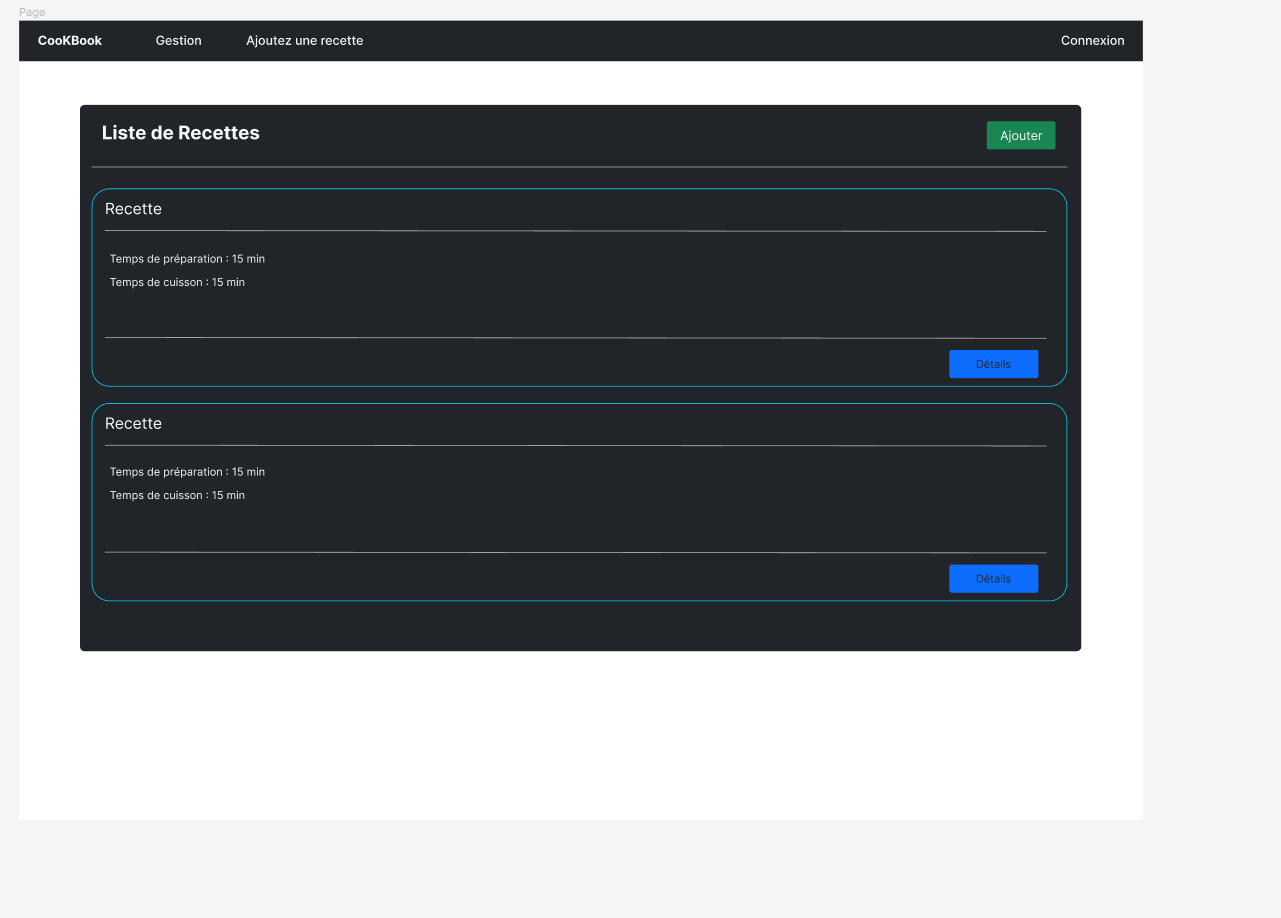 Page
CooKBook Gestion Ajoutez une recette Connexion
Liste de Recettes Ajouter
Recette
Temps de préparation : 15 min
Temps de cuisson : 15 min
Détails
Recette
Temps de préparation : 15 min
Temps de cuisson : 15 min
Détails